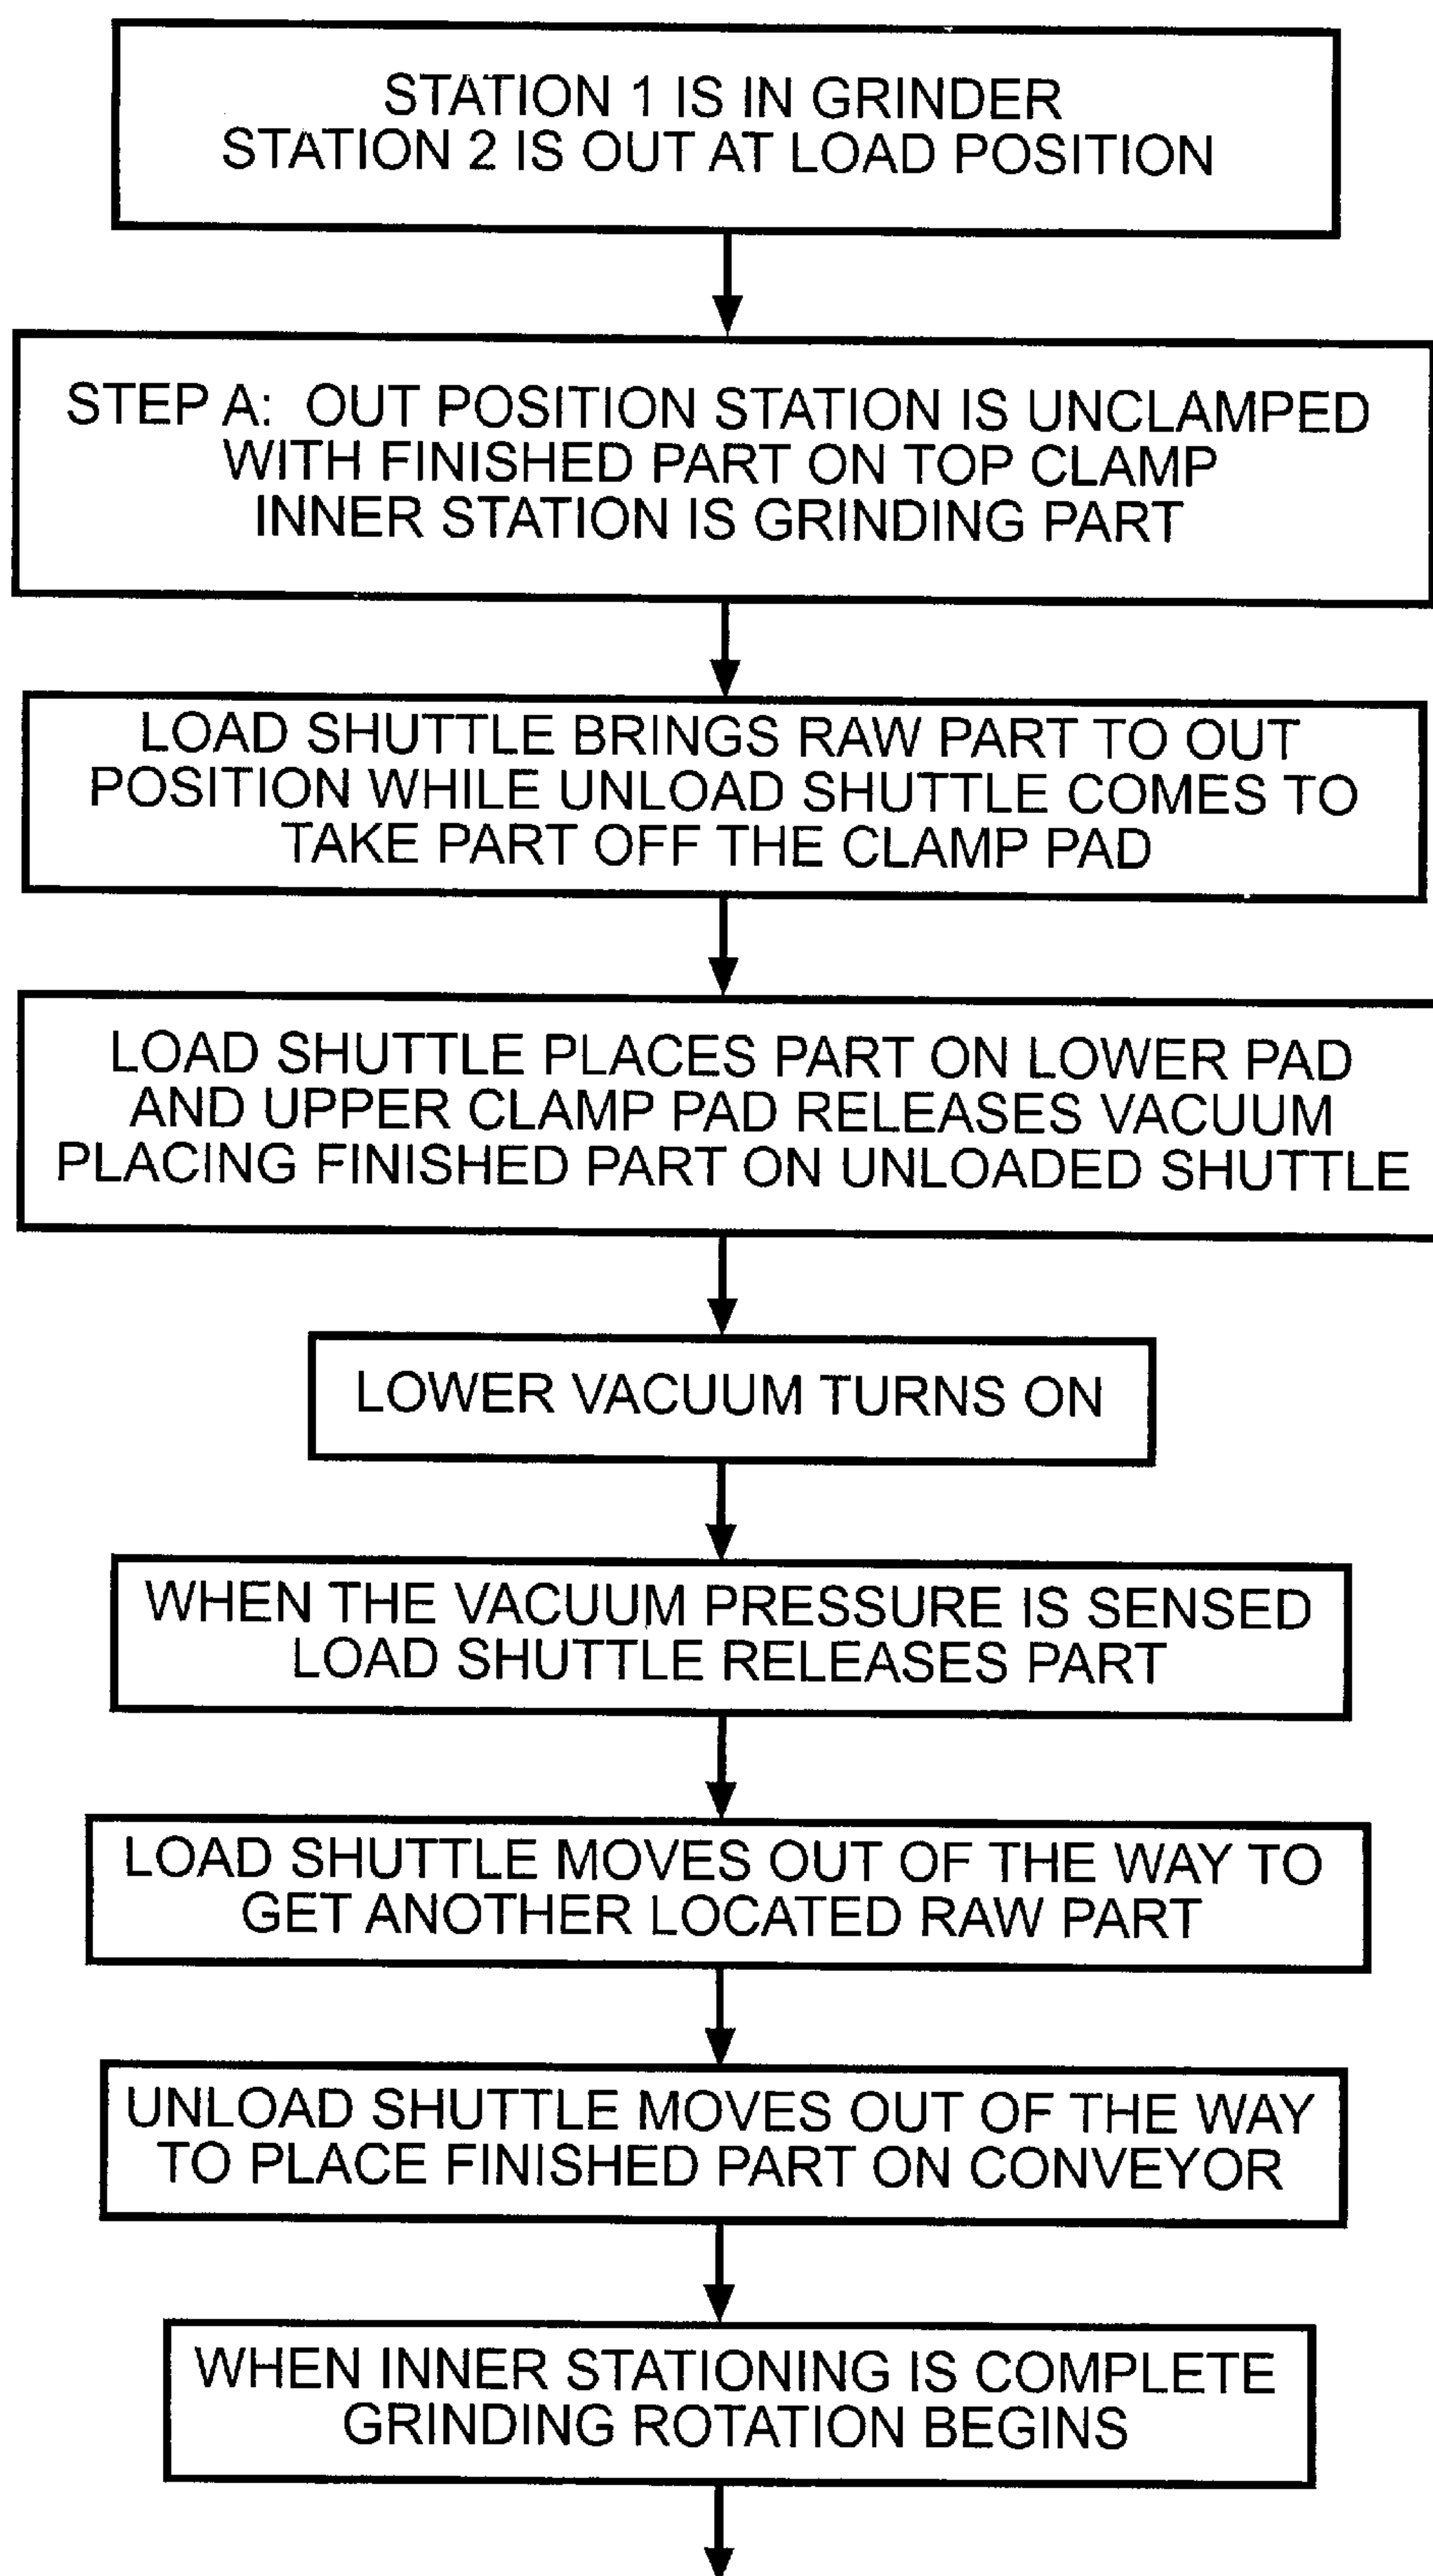 STATION 1 IS IN GRINDER
STATION 2 IS OUT AT LOAD POSITION
STEP A: OUT POSITION STATION IS UNCLAMPED
WITH FINISHED PART ON TOP CLAMP
INNER STATION IS GRINDING PART
LOAD SHUTTLE BRINGS RAW PART TO OUT
POSITION WHILE UNLOAD SHUTTLE COMES TO
TAKE PART OFF THE CLAMP PAD
LOAD SHUTTLE PLACES PART ON LOWER PAD
AND UPPER CLAMP PAD RELEASES VACUUM
PLACING FINISHED PART ON UNLOADED SHUTTLE
LOWER VACUUM TURNS ON
WHEN THE VACUUM PRESSURE IS SENSED
LOAD SHUTTLE RELEASES PART
LOAD SHUTTLE MOVES OUT OF THE WAY TO
GET ANOTHER LOCATED RAW PART
UNLOAD SHUTTLE MOVES OUT OF THE WAY
TO PLACE FINISHED PART ON CONVEYOR
WHEN INNER STATIONING IS COMPLETE
GRINDING ROTATION BEGINS